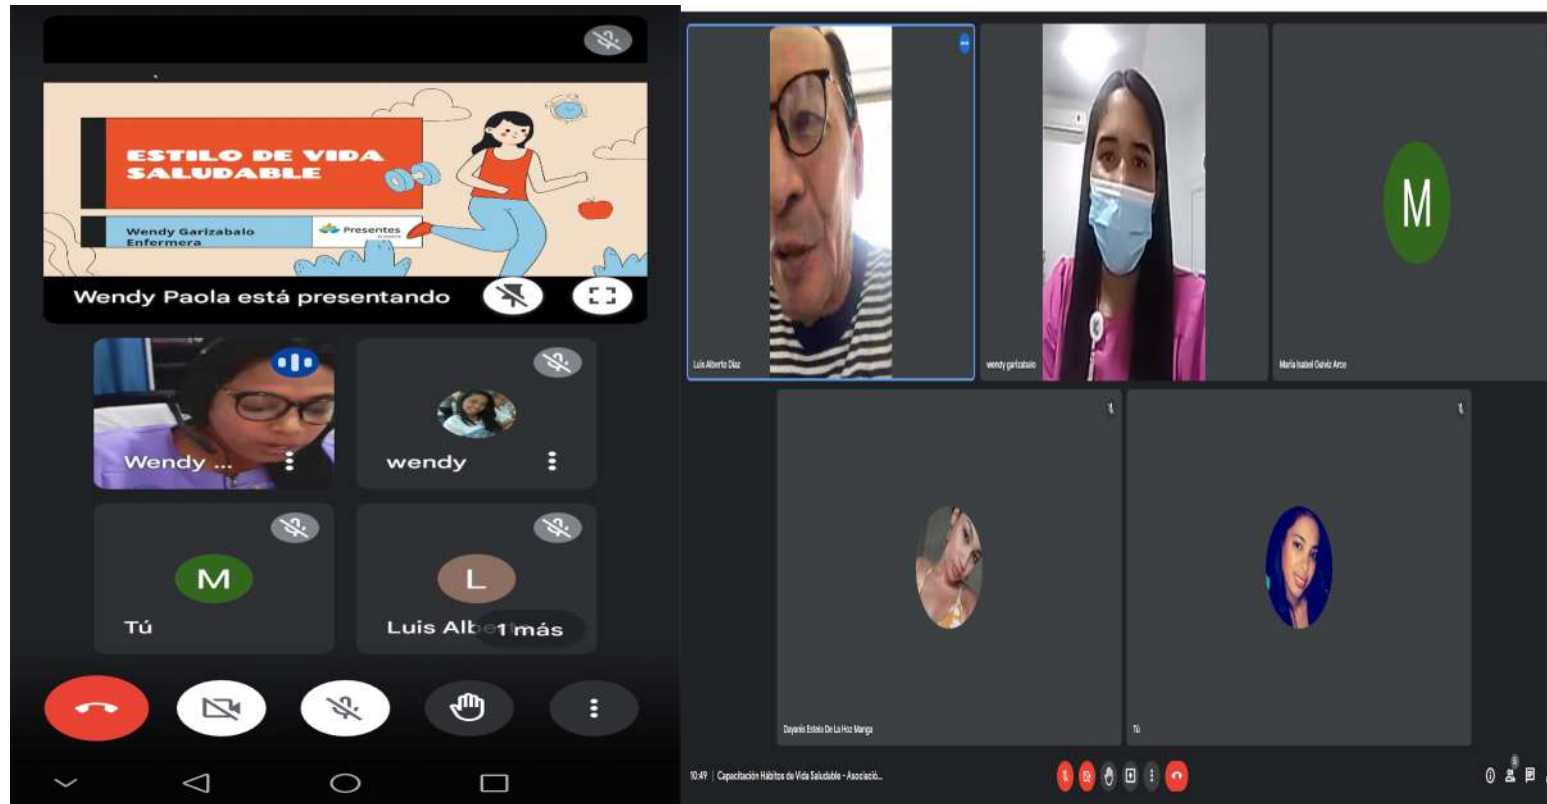 ESTILO DE VIDA
SALUDABLE
Wendy Garizabalo
Enfermera
Presentes
Wendy Paola está presentando
Wendy ...
wendy
M
Tú
L
Luis Alb
1 más
Luis Alberto Díaz
wendy garizabalo
M
María Isabel Galviz Arce
Dayanis Estela De La Hoz Manga
Tú
10:49 | Capacitación Hábitos de Vida Saludable - Asociació...